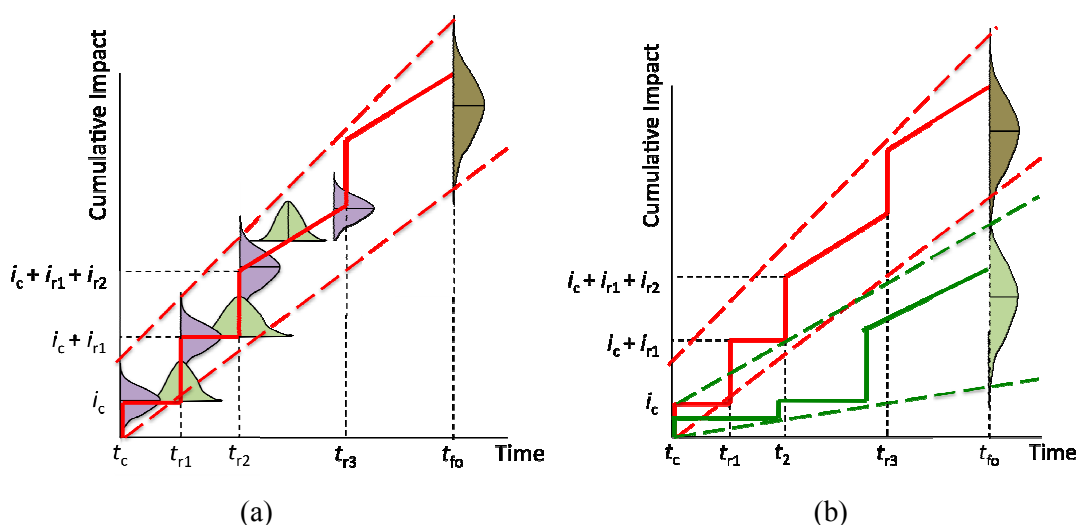 Cumulative Impact
i_c + i_r1 + i_r2
i_c + i_r1
i_c
t_c t_r1 t_r2 t_r3 t_fo Time
(a)
Cumulative Impact
i_c + i_r1 + i_r2
i_c + i_r1
i_c
t_c t_r1 t_2 t_r3 t_fo Time
(b)